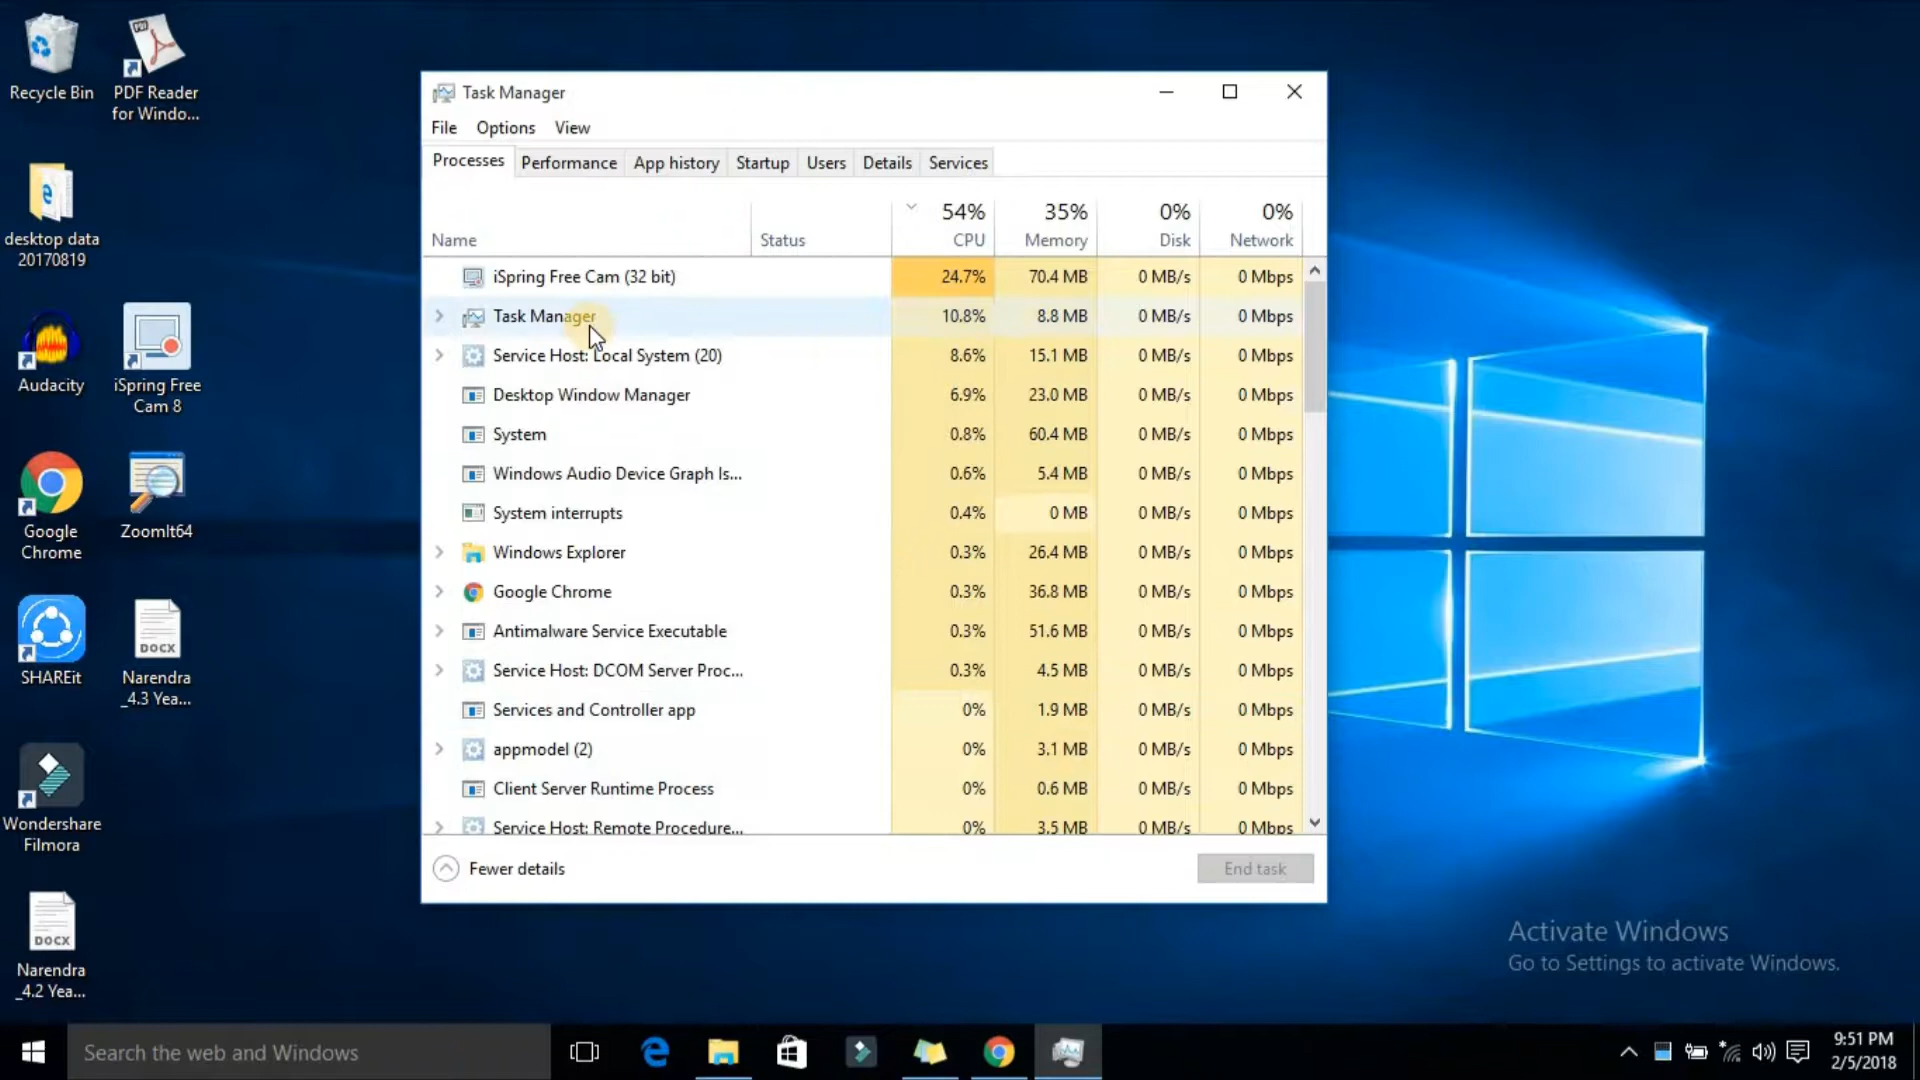 Recycle Bin
PDF Reader
for Windo...
desktop data
20170819
Audacity
iSpring Free
Cam 8
Google
Chrome
ZoomIt64
SHAREit
DOCX
Narendra
_4.3 Yea...
Wondershare
Filmora
DOCX
Narendra
_4.2 Yea...
Task Manager
File Options View
Processes Performance App history Startup Users Details Services
54% 35% 0% 0%
Name Status CPU Memory Disk Network
iSpring Free Cam (32 bit) 24.7% 70.4 MB 0 MB/s 0 Mbps
Task Manager 10.8% 8.8 MB 0 MB/s 0 Mbps
Service Host: Local System (20) 8.6% 15.1 MB 0 MB/s 0 Mbps
Desktop Window Manager 6.9% 23.0 MB 0 MB/s 0 Mbps
System 0.8% 60.4 MB 0 MB/s 0 Mbps
Windows Audio Device Graph Is... 0.6% 5.4 MB 0 MB/s 0 Mbps
System interrupts 0.4% 0 MB 0 MB/s 0 Mbps
Windows Explorer 0.3% 26.4 MB 0 MB/s 0 Mbps
Google Chrome 0.3% 36.8 MB 0 MB/s 0 Mbps
Antimalware Service Executable 0.3% 51.6 MB 0 MB/s 0 Mbps
Service Host: DCOM Server Proc... 0.3% 4.5 MB 0 MB/s 0 Mbps
Services and Controller app 0% 1.9 MB 0 MB/s 0 Mbps
appmodel (2) 0% 3.1 MB 0 MB/s 0 Mbps
Client Server Runtime Process 0% 0.6 MB 0 MB/s 0 Mbps
Service Host: Remote Procedure... 0% 3.5 MB 0 MB/s 0 Mbps
Fewer details End task
Activate Windows
Go to Settings to activate Windows.
Search the web and Windows
9:51 PM
2/5/2018